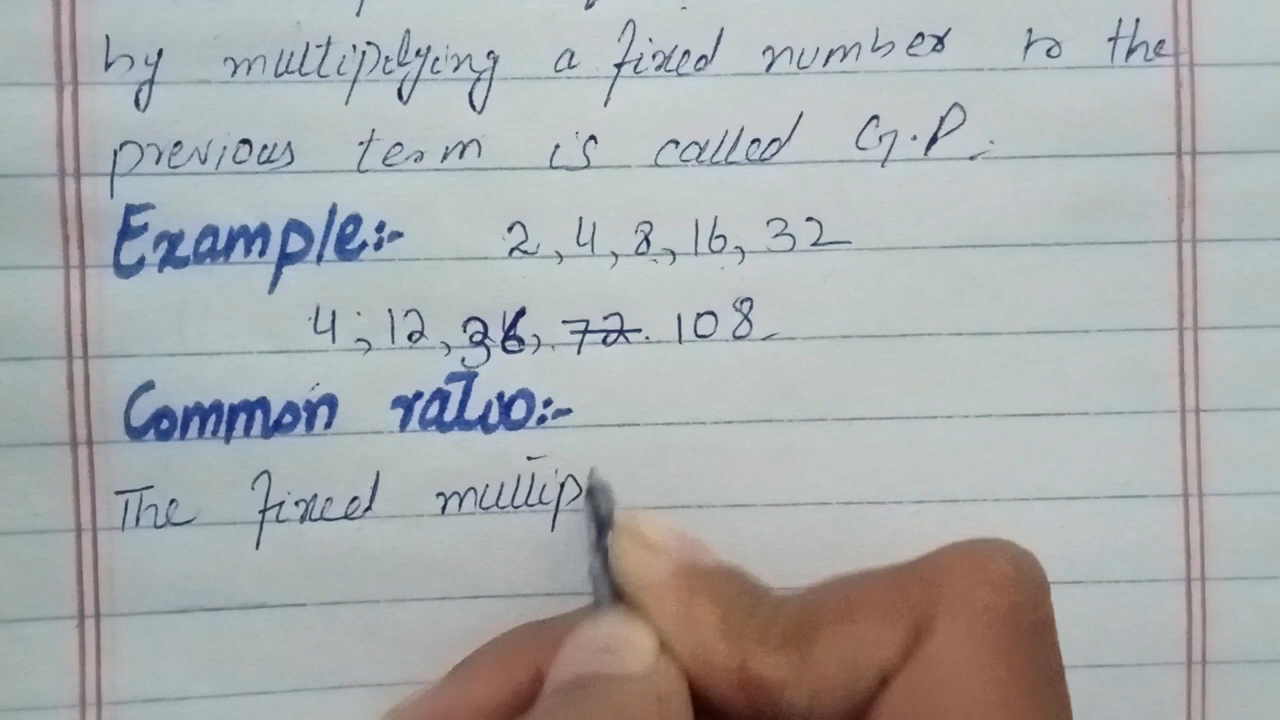 by multiplying a fixed number to the
previous term is called G.P.
Example:- 2, 4, 8, 16, 32
4, 12, 36, 72. 108.
Common ratio:-
The fixed multip